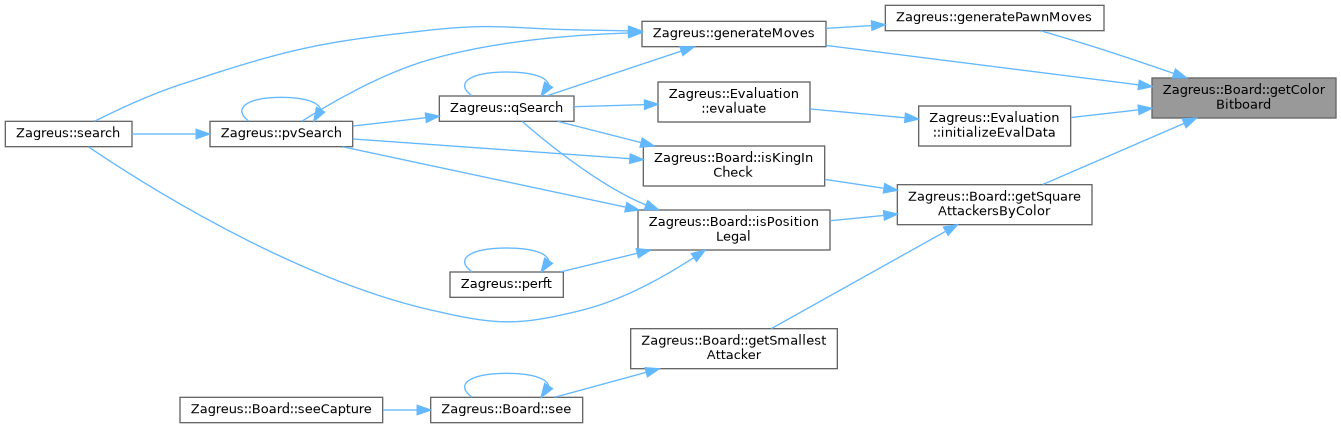 Zagreus::generatePawnMoves
Zagreus::generateMoves
Zagreus::Board::getColor
Bitboard
Zagreus::Evaluation
::evaluate
Zagreus::qSearch
Zagreus::Evaluation
::initializeEvalData
Zagreus::search
Zagreus::pvSearch
Zagreus::Board::isKingIn
Check
Zagreus::Board::getSquare
AttackersByColor
Zagreus::Board::isPosition
Legal
Zagreus::perft
Zagreus::Board::getSmallest
Attacker
Zagreus::Board::seeCapture
Zagreus::Board::see